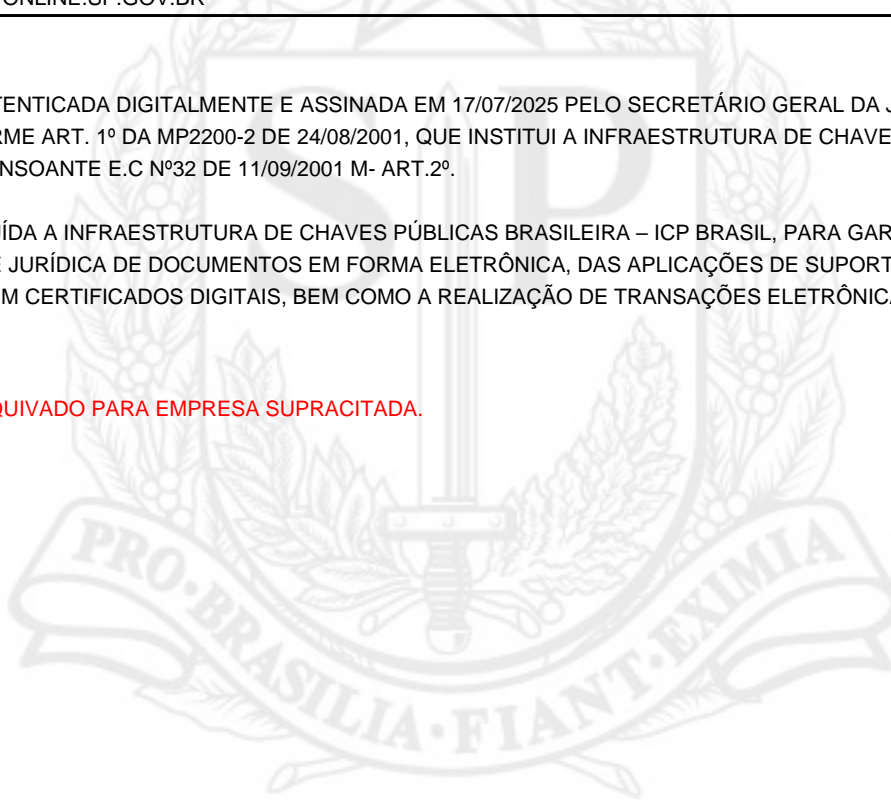 ONLINE.SP.GOV.BR
TENTICADA DIGITALMENTE E ASSINADA EM 17/07/2025 PELO SECRETÁRIO GERAL DA J
RME ART. 1º DA MP2200-2 DE 24/08/2001, QUE INSTITUI A INFRAESTRUTURA DE CHAVE
NSOANTE E.C Nº32 DE 11/09/2001 M- ART.2º.
UÍDA A INFRAESTRUTURA DE CHAVES PÚBLICAS BRASILEIRA – ICP BRASIL, PARA GAR
E JURÍDICA DE DOCUMENTOS EM FORMA ELETRÔNICA, DAS APLICAÇÕES DE SUPORT
M CERTIFICADOS DIGITAIS, BEM COMO A REALIZAÇÃO DE TRANSAÇÕES ELETRÔNICA
QUIVADO PARA EMPRESA SUPRACITADA.
SP
PRO•BRASILIA•FIANT•EXIMIA